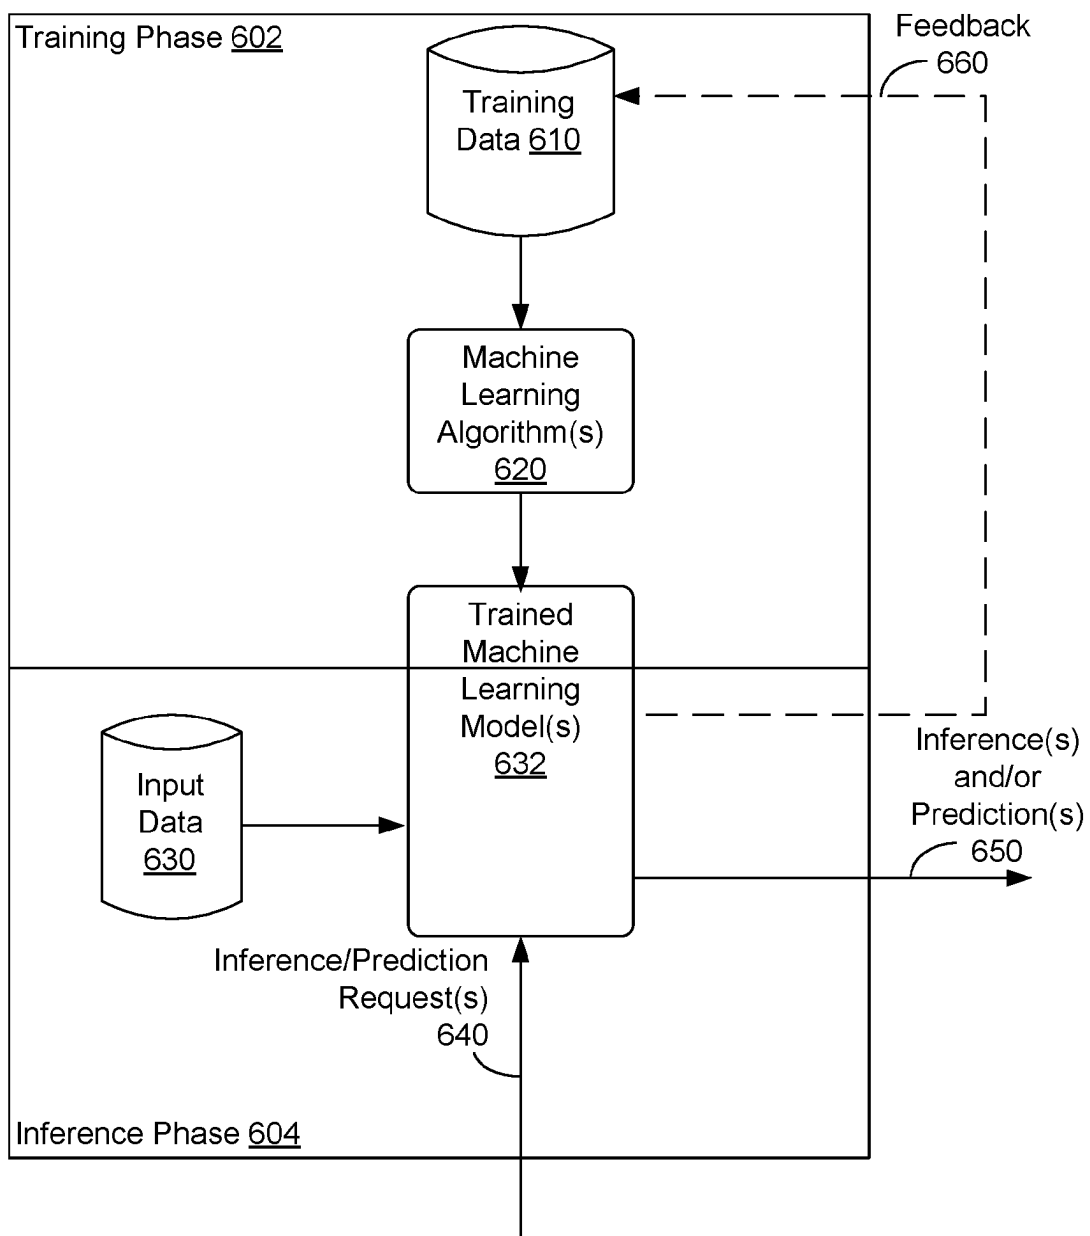 Training Phase 602
Feedback
660
Training
Data 610
Machine
Learning
Algorithm(s)
620
Trained
Machine
Learning
Model(s)
632
Input
Data
630
Inference(s)
and/or
Prediction(s)
650
Inference/Prediction
Request(s)
640
Inference Phase 604